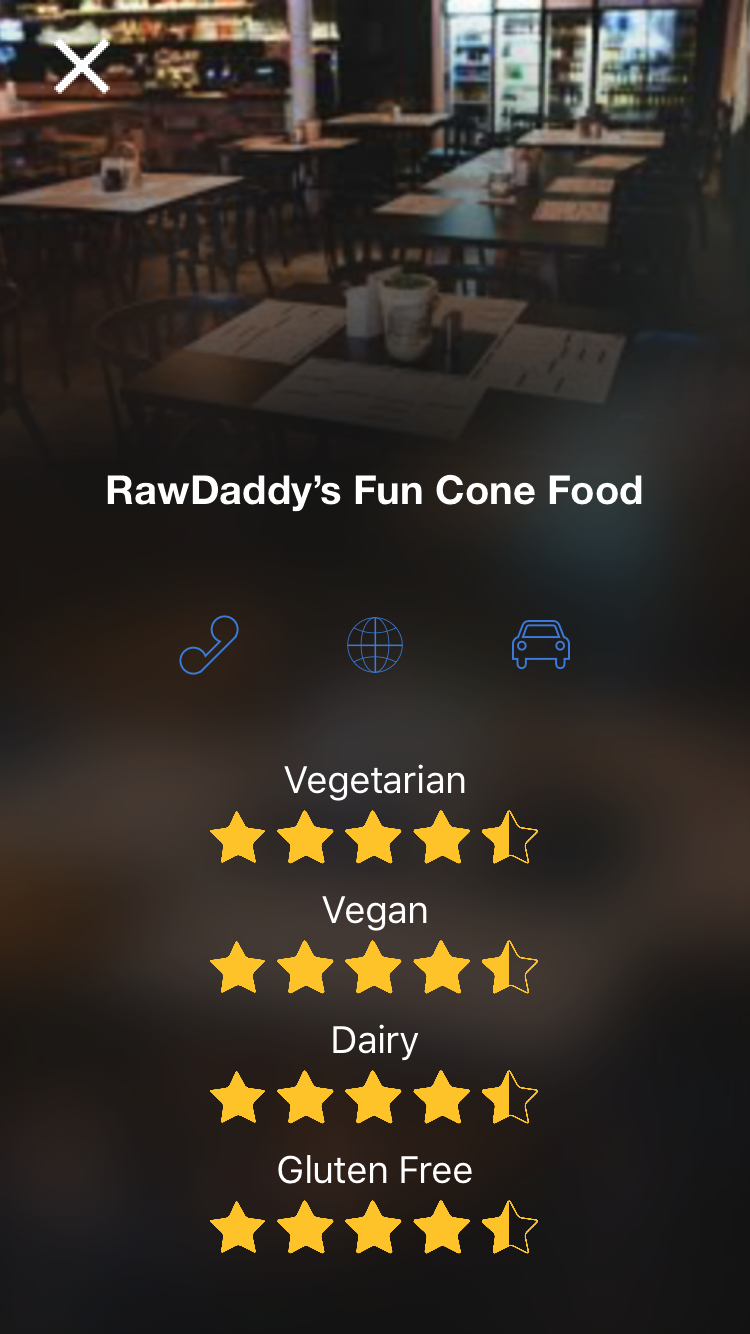 RawDaddy’s Fun Cone Food
Vegetarian
Vegan
Dairy
Gluten Free